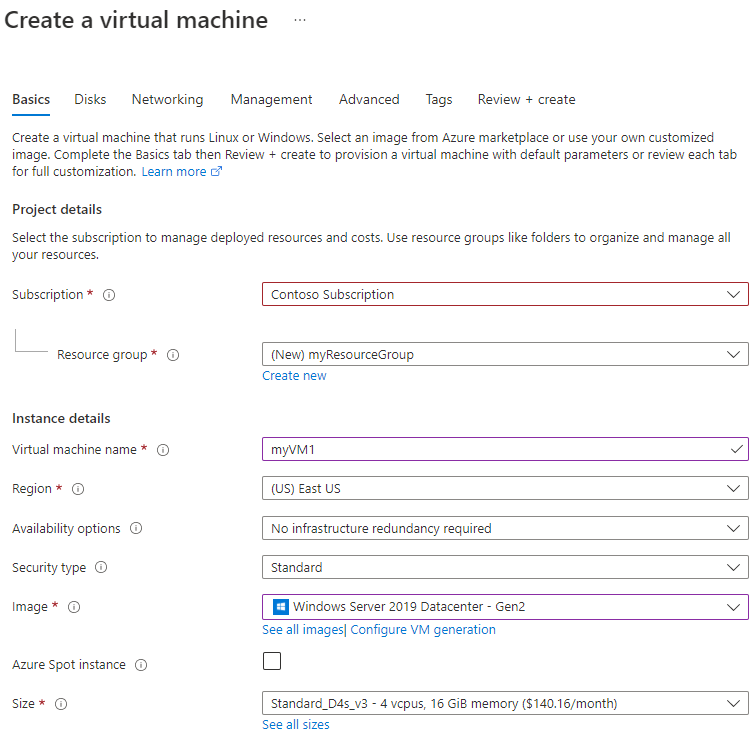 Create a virtual machine ...
Basics Disks Networking Management Advanced Tags Review + create
Create a virtual machine that runs Linux or Windows. Select an image from Azure marketplace or use your own customized
image. Complete the Basics tab then Review + create to provision a virtual machine with default parameters or review each tab
for full customization. Learn more
Project details
Select the subscription to manage deployed resources and costs. Use resource groups like folders to organize and manage all
your resources.
Subscription * Contoso Subscription
Resource group * (New) myResourceGroup
Create new
Instance details
Virtual machine name * myVM1
Region * (US) East US
Availability options No infrastructure redundancy required
Security type Standard
Image * Windows Server 2019 Datacenter - Gen2
See all images| Configure VM generation
Azure Spot instance
Size * Standard_D4s_v3 - 4 vcpus, 16 GiB memory ($140.16/month)
See all sizes